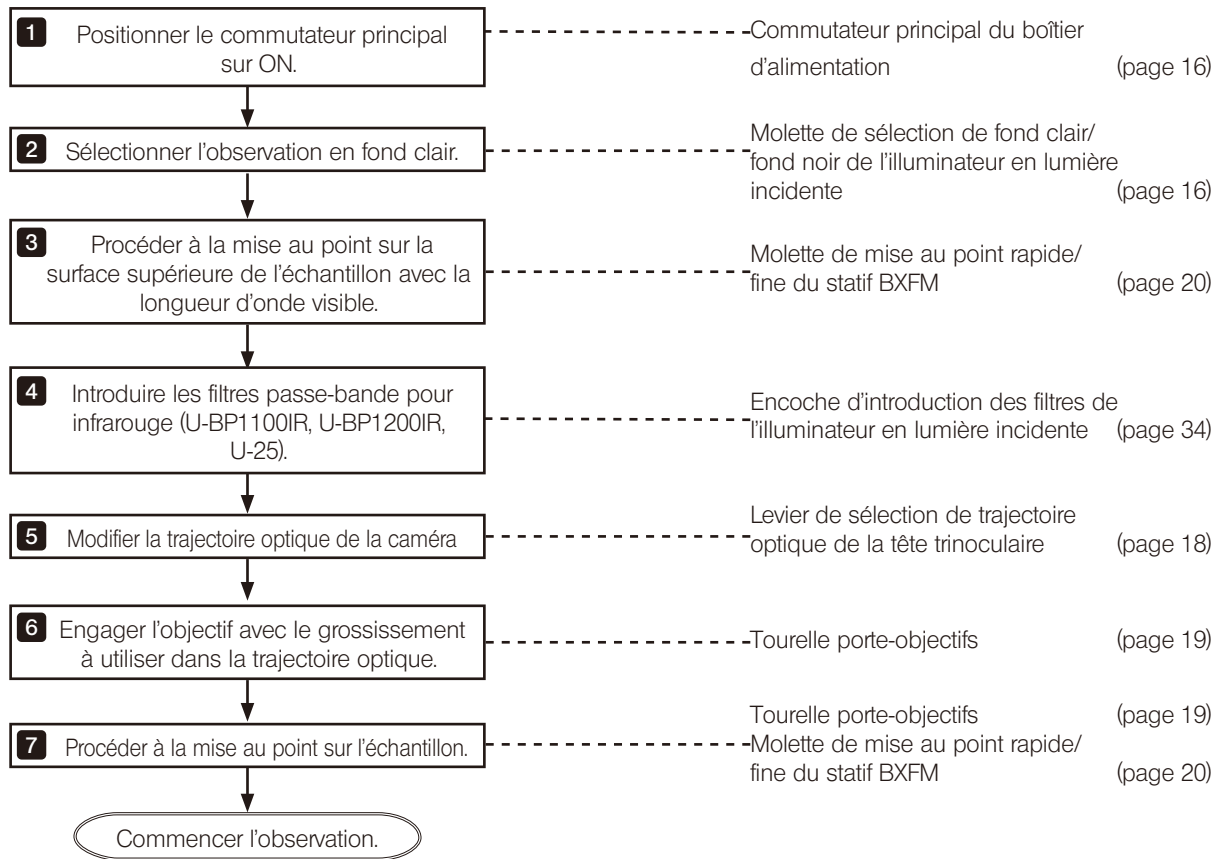 1 Positionner le commutateur principal
sur ON.
Commutateur principal du boîtier
d'alimentation (page 16)
2 Sélectionner l'observation en fond clair.
Molette de sélection de fond clair/
fond noir de l'illuminateur en lumière
incidente (page 16)
3 Procéder à la mise au point sur la
surface supérieure de l'échantillon avec la
longueur d'onde visible.
Molette de mise au point rapide/
fine du statif BXFM (page 20)
4 Introduire les filtres passe-bande pour
infrarouge (U-BP1100IR, U-BP1200IR,
U-25).
Encoche d'introduction des filtres de
l'illuminateur en lumière incidente (page 34)
5 Modifier la trajectoire optique de la caméra
Levier de sélection de trajectoire
optique de la tête trinoculaire (page 18)
6 Engager l'objectif avec le grossissement
à utiliser dans la trajectoire optique.
Tourelle porte-objectifs (page 19)
7 Procéder à la mise au point sur l'échantillon.
Tourelle porte-objectifs (page 19)
Molette de mise au point rapide/
fine du statif BXFM (page 20)
Commencer l'observation.